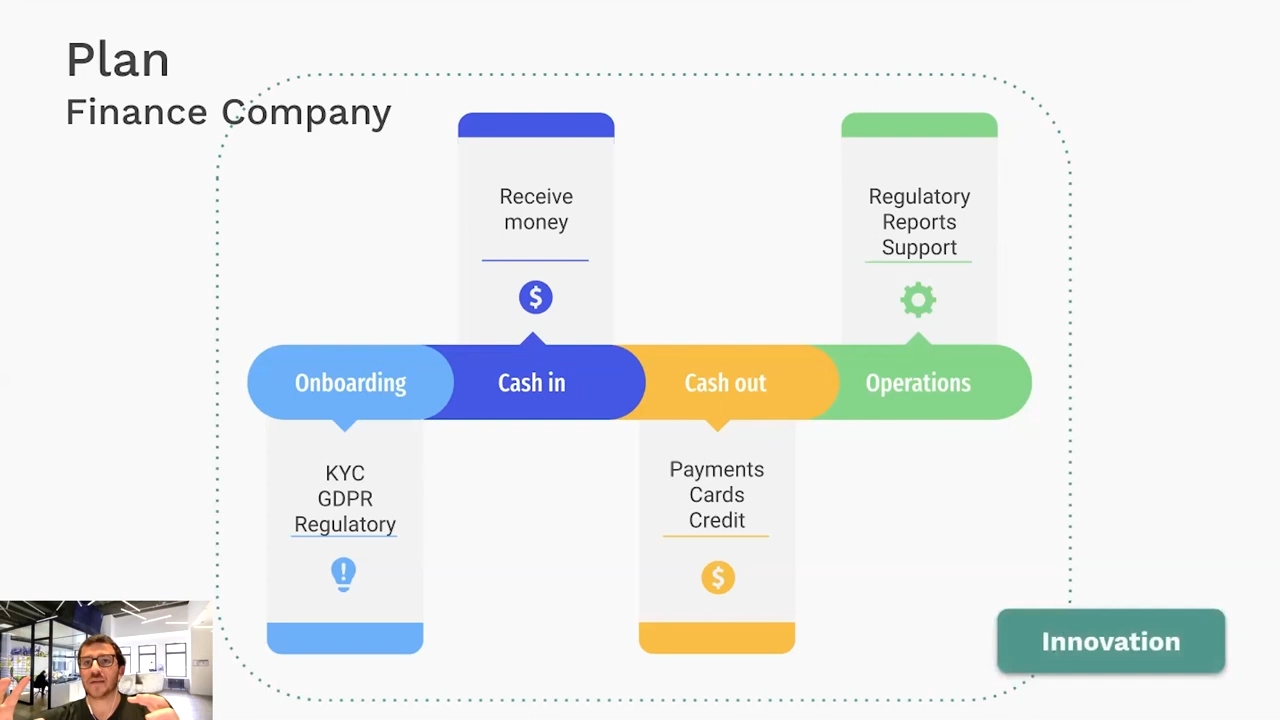 Plan
Finance Company
Receive
money
Regulatory
Reports
Support
Onboarding
Cash in
Cash out
Operations
KYC
GDPR
Regulatory
Payments
Cards
Credit
Innovation